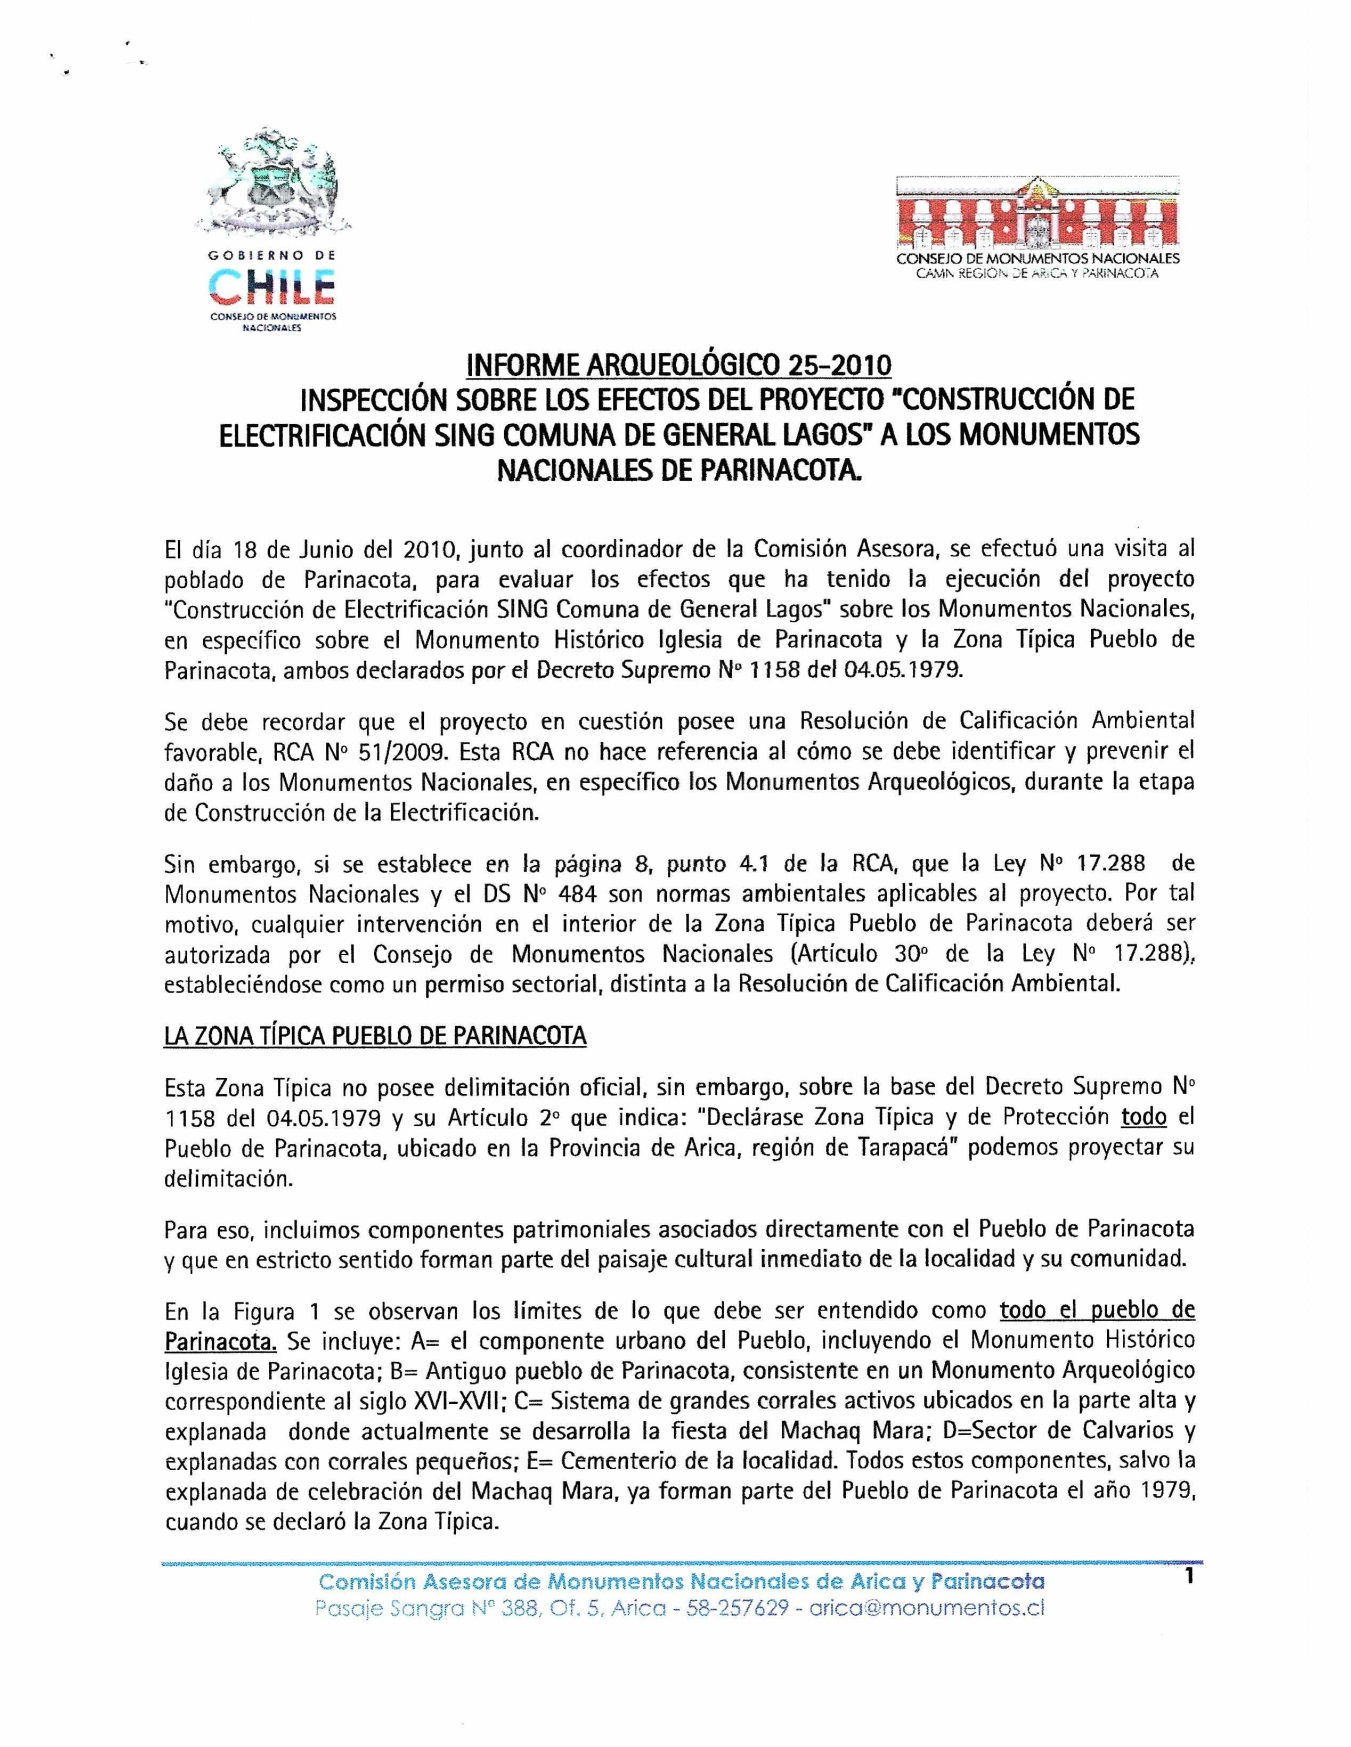 GOBIERNO DE
CHILE
CONSEJO DE MONUMENTOS
NACIONALES
CONSEJO DE MONUMENTOS NACIONALES
CAMN REGIÓN DE ARICA Y PARINACOTA
INFORME ARQUEOLÓGICO 25-2010
INSPECCIÓN SOBRE LOS EFECTOS DEL PROYECTO "CONSTRUCCIÓN DE
ELECTRIFICACIÓN SING COMUNA DE GENERAL LAGOS" A LOS MONUMENTOS
NACIONALES DE PARINACOTA.
El día 18 de Junio del 2010, junto al coordinador de la Comisión Asesora, se efectuó una visita al
poblado de Parinacota, para evaluar los efectos que ha tenido la ejecución del proyecto
"Construcción de Electrificación SING Comuna de General Lagos" sobre los Monumentos Nacionales,
en específico sobre el Monumento Histórico Iglesia de Parinacota y la Zona Típica Pueblo de
Parinacota, ambos declarados por el Decreto Supremo Nº 1158 del 04.05.1979.
Se debe recordar que el proyecto en cuestión posee una Resolución de Calificación Ambiental
favorable, RCA Nº 51/2009. Esta RCA no hace referencia al cómo se debe identificar y prevenir el
daño a los Monumentos Nacionales, en específico los Monumentos Arqueológicos, durante la etapa
de Construcción de la Electrificación.
Sin embargo, si se establece en la página 8, punto 4.1 de la RCA, que la Ley Nº 17.288 de
Monumentos Nacionales y el DS Nº 484 son normas ambientales aplicables al proyecto. Por tal
motivo, cualquier intervención en el interior de la Zona Típica Pueblo de Parinacota deberá ser
autorizada por el Consejo de Monumentos Nacionales (Artículo 30º de la Ley Nº 17.288),
estableciéndose como un permiso sectorial, distinta a la Resolución de Calificación Ambiental.
LA ZONA TÍPICA PUEBLO DE PARINACOTA
Esta Zona Típica no posee delimitación oficial, sin embargo, sobre la base del Decreto Supremo Nº
1158 del 04.05.1979 y su Artículo 2º que indica: "Declárase Zona Típica y de Protección todo el
Pueblo de Parinacota, ubicado en la Provincia de Arica, región de Tarapacá" podemos proyectar su
delimitación.
Para eso, incluimos componentes patrimoniales asociados directamente con el Pueblo de Parinacota
y que en estricto sentido forman parte del paisaje cultural inmediato de la localidad y su comunidad.
En la Figura 1 se observan los límites de lo que debe ser entendido como todo el pueblo de
Parinacota. Se incluye: A= el componente urbano del Pueblo, incluyendo el Monumento Histórico
Iglesia de Parinacota; B= Antiguo pueblo de Parinacota, consistente en un Monumento Arqueológico
correspondiente al siglo XVI-XVII; C= Sistema de grandes corrales activos ubicados en la parte alta y
explanada donde actualmente se desarrolla la fiesta del Machaq Mara; D=Sector de Calvarios y
explanadas con corrales pequeños; E= Cementerio de la localidad. Todos estos componentes, salvo la
explanada de celebración del Machaq Mara, ya forman parte del Pueblo de Parinacota el año 1979,
cuando se declaró la Zona Típica.
Comisión Asesora de Monumentos Nacionales de Arica y Parinacota
1
Pasaje Sangra Nº 388, Of. 5, Arica - 58-257629 - arica@monumentos.cl